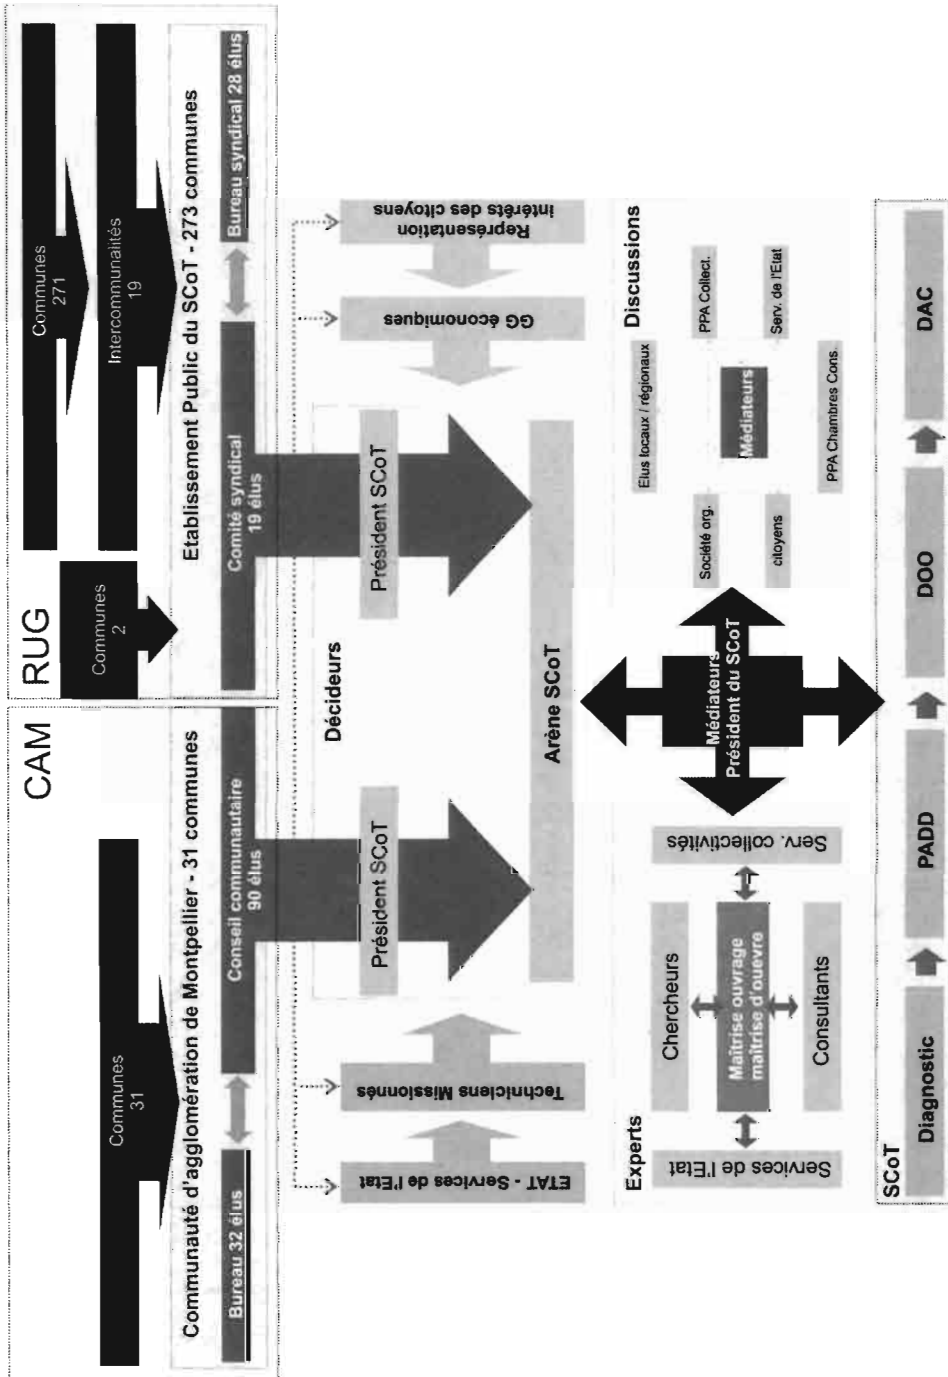 CAM
RUG
Communes
31
Communes
2
Communes
271
Intercommunalités
19
Communauté d'agglomération de Montpellier - 31 communes
Etablissement Public du SCoT - 273 communes
Bureau 32 élus
Conseil communautaire
90 élus
Comité syndical
19 élus
Bureau syndical 28 élus
Décideurs
ETAT - Services de l'Etat
Techniciens Missionnés
Président SCoT
Président SCoT
GG économiques
Représentation
intérêts des citoyens
Arène SCoT
Experts
Services de l'Etat
Chercheurs
Maîtrise ouvrage
maîtrise d'ouèvre
Consultants
Serv. collectivités
Médiateurs
Président du SCoT
Discussions
Elus locaux / régionaux
Société org.
PPA Collect.
Médiateurs
citoyens
Serv. de l'Etat
PPA Chambres Cons.
SCoT
Diagnostic
PADD
DOO
DAC